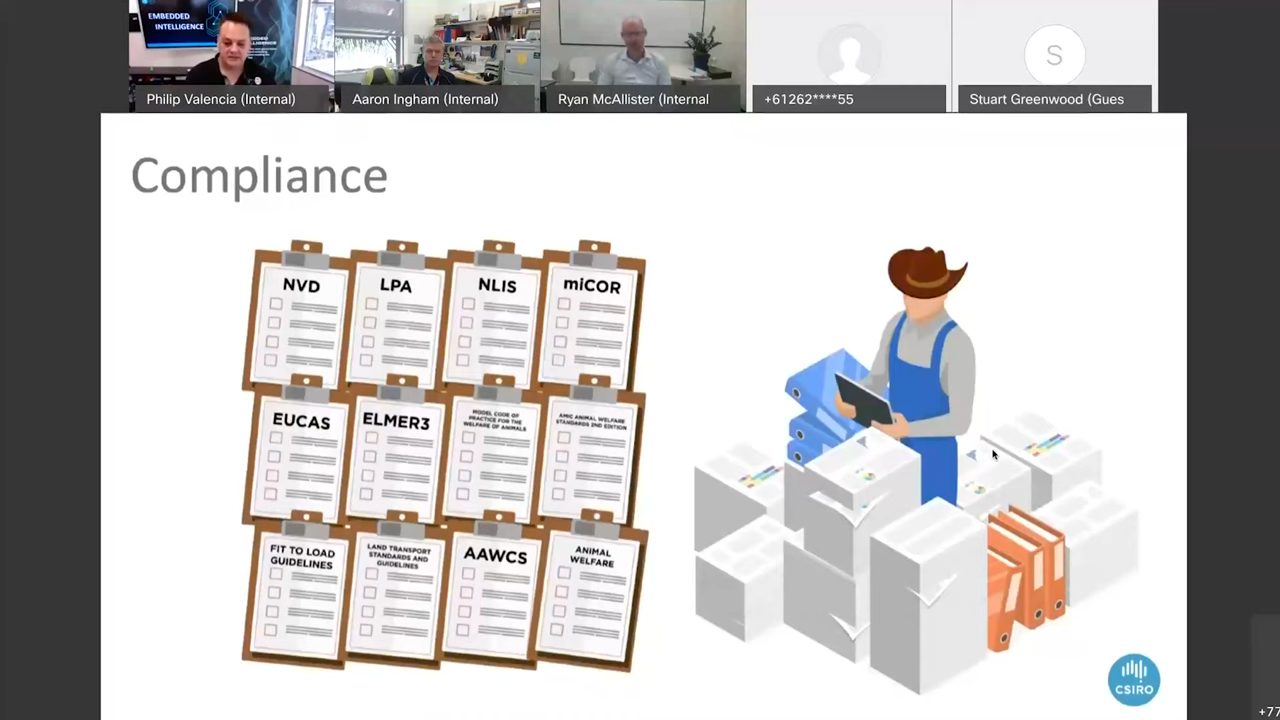 EMBEDDED
INTELLIGENCE
Philip Valencia (Internal)
Aaron Ingham (Internal)
Ryan McAllister (Internal
+61262****55
S
Stuart Greenwood (Gues
Compliance
NVD
LPA
NLIS
miCOR
EUCAS
ELMER3
MODEL CODE OF
PRACTICE FOR THE
WELFARE OF ANIMALS
AMIC ANIMAL WELFARE
STANDARDS 2ND EDITION
FIT TO LOAD
GUIDELINES
LAND TRANSPORT
STANDARDS AND
GUIDELINES
AAWCS
ANIMAL
WELFARE
CSIRO
+77